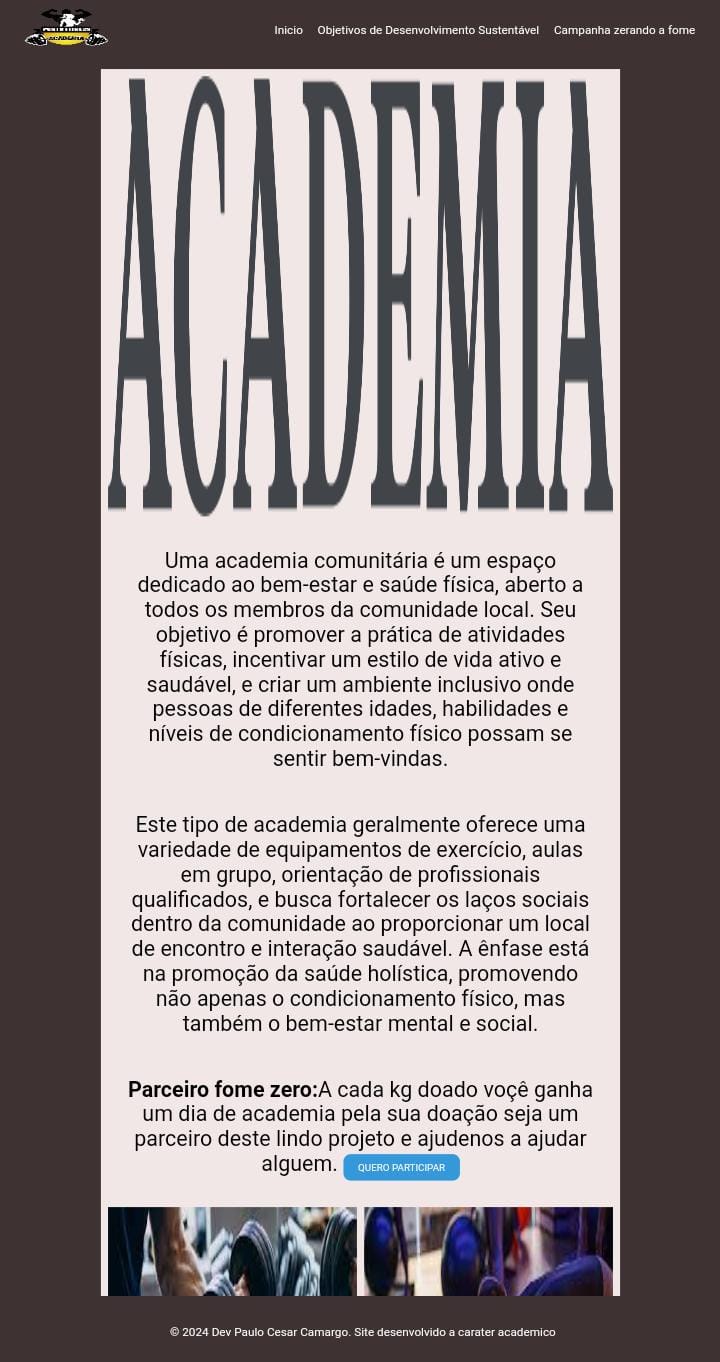 ACADEMIA
Inicio
Objetivos de Desenvolvimento Sustentável
Campanha zerando a fome
ACADEMIA
Uma academia comunitária é um espaço
dedicado ao bem-estar e saúde física, aberto a
todos os membros da comunidade local. Seu
objetivo é promover a prática de atividades
físicas, incentivar um estilo de vida ativo e
saudável, e criar um ambiente inclusivo onde
pessoas de diferentes idades, habilidades e
níveis de condicionamento físico possam se
sentir bem-vindas.
Este tipo de academia geralmente oferece uma
variedade de equipamentos de exercício, aulas
em grupo, orientação de profissionais
qualificados, e busca fortalecer os laços sociais
dentro da comunidade ao proporcionar um local
de encontro e interação saudável. A ênfase está
na promoção da saúde holística, promovendo
não apenas o condicionamento físico, mas
também o bem-estar mental e social.
Parceiro fome zero:A cada kg doado voçê ganha
um dia de academia pela sua doação seja um
parceiro deste lindo projeto e ajudenos a ajudar
alguem. QUERO PARTICIPAR
© 2024 Dev Paulo Cesar Camargo. Site desenvolvido a carater academico